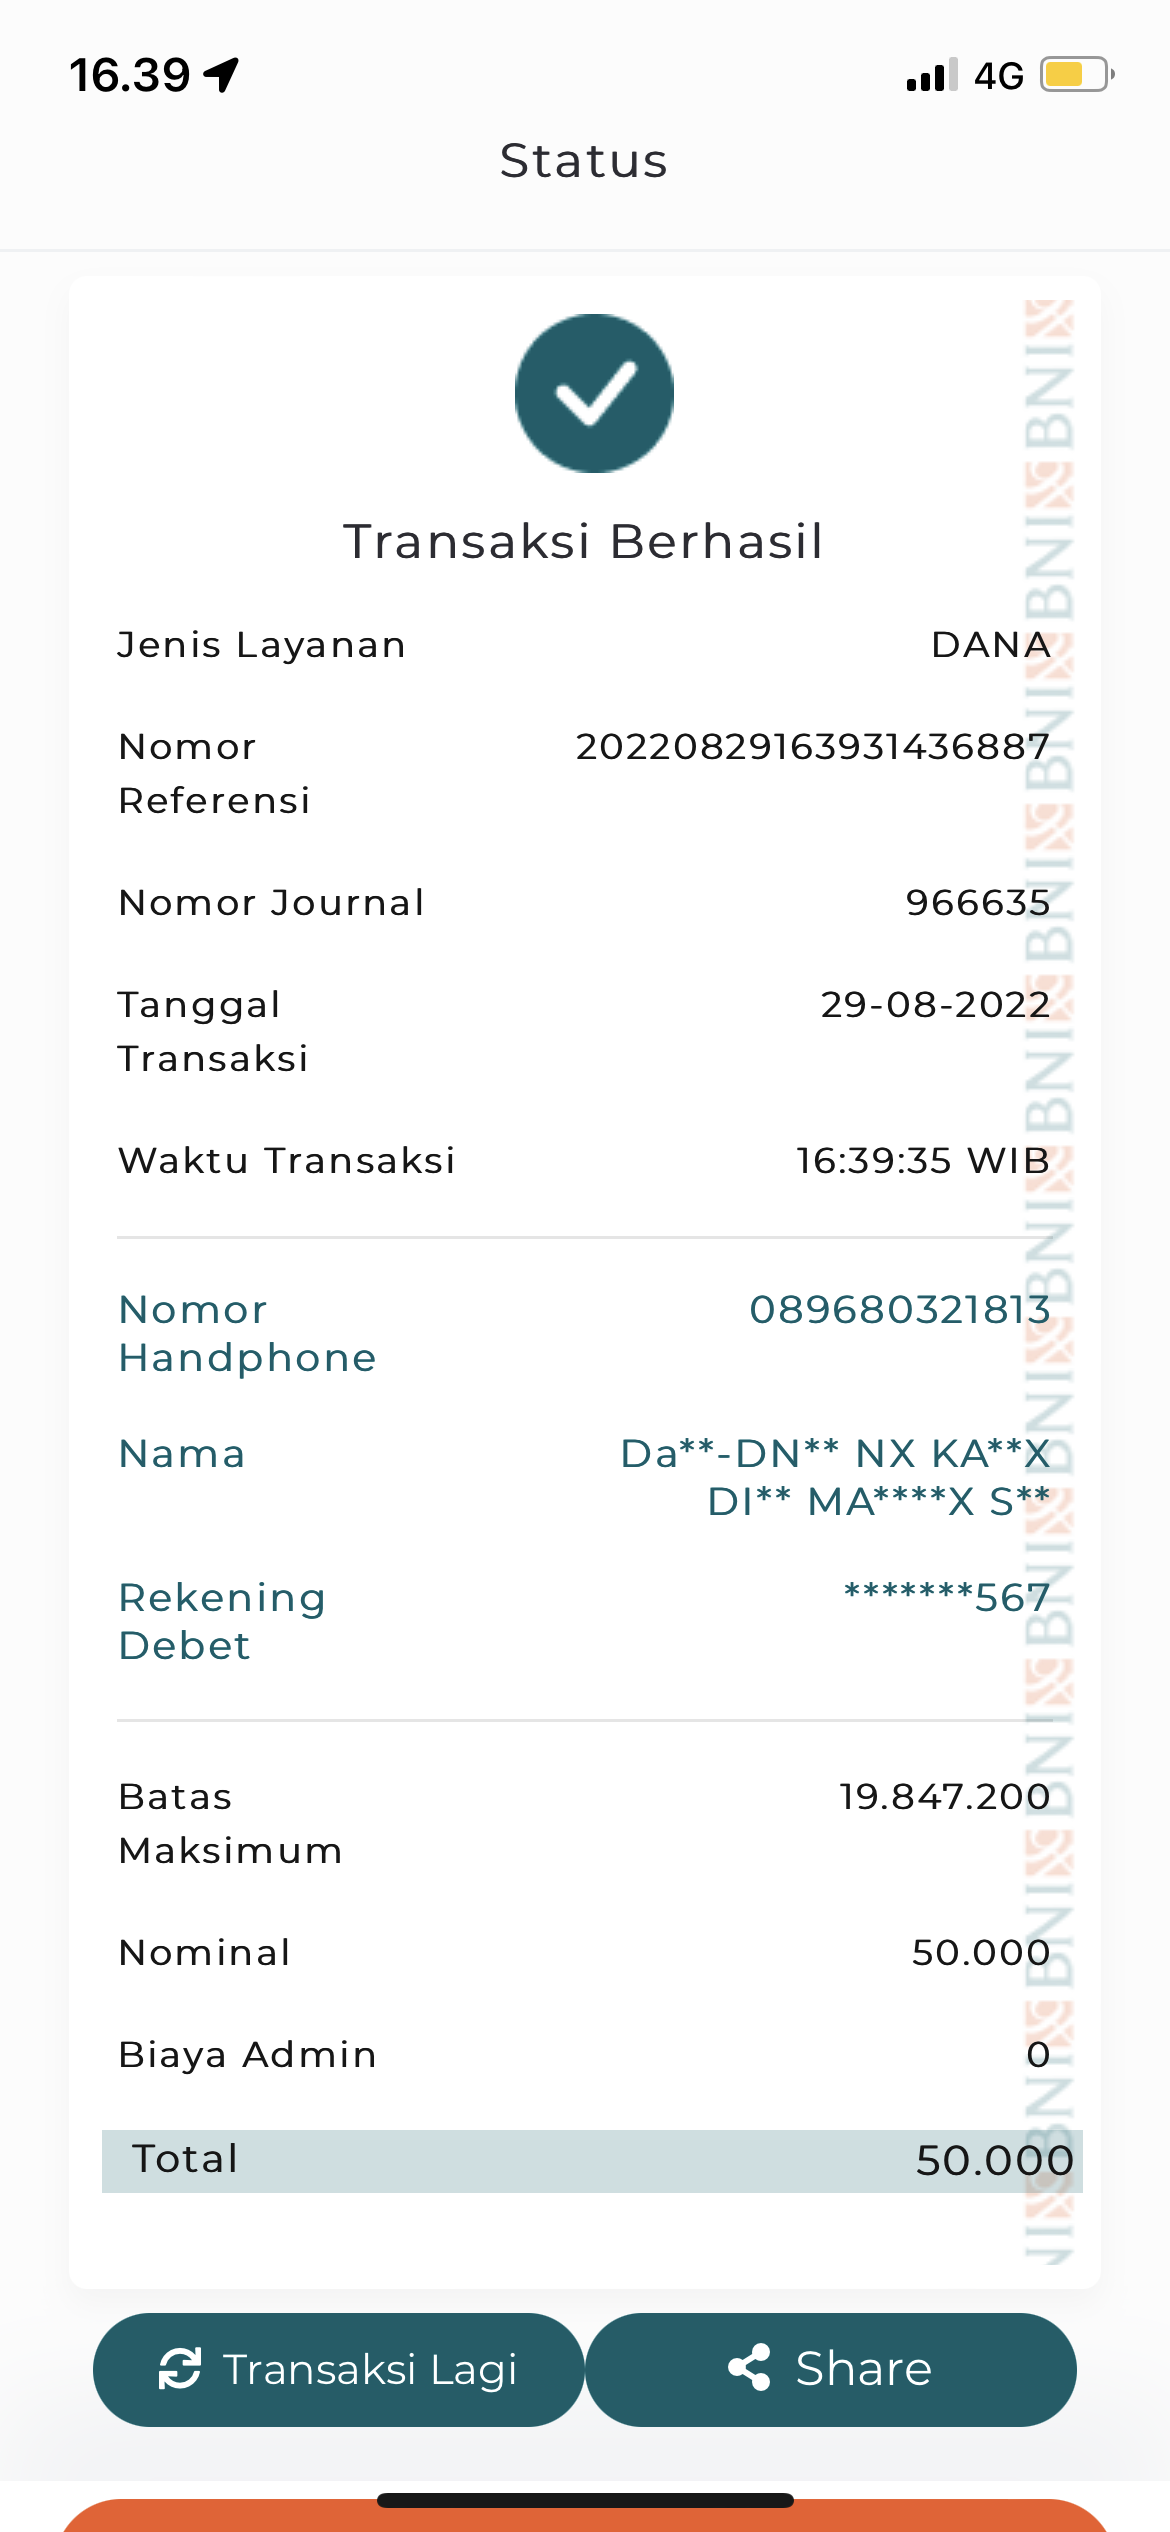 16.39
4G
Status
Transaksi Berhasil
Jenis Layanan DANA
Nomor Referensi 20220829163931436887
Nomor Journal 966635
Tanggal Transaksi 29-08-2022
Waktu Transaksi 16:39:35 WIB
Nomor Handphone 089680321813
Nama Da**-DN** NX KA**X
DI** MA****X S**
Rekening Debet *******567
Batas Maksimum 19.847.200
Nominal 50.000
Biaya Admin 0
Total 50.000
Transaksi Lagi
Share
BNI BNI BNI BNI BNI BNI BNI BNI BNI BNI BNI NI